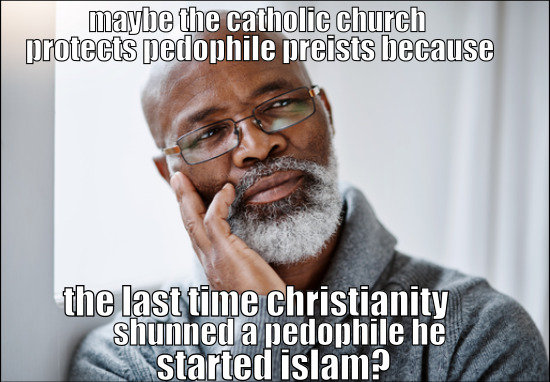 maybe the catholic church
protects pedophile preists because
the last time christianity
shunned a pedophile he
started islam?